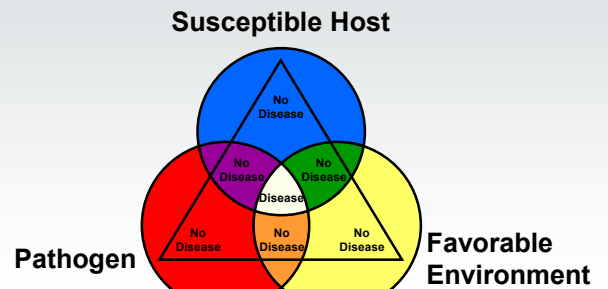 Susceptible Host
No
Disease
No
Disease
No
Disease
Disease
No
Disease
No
Disease
No
Disease
Pathogen
Favorable
Environment